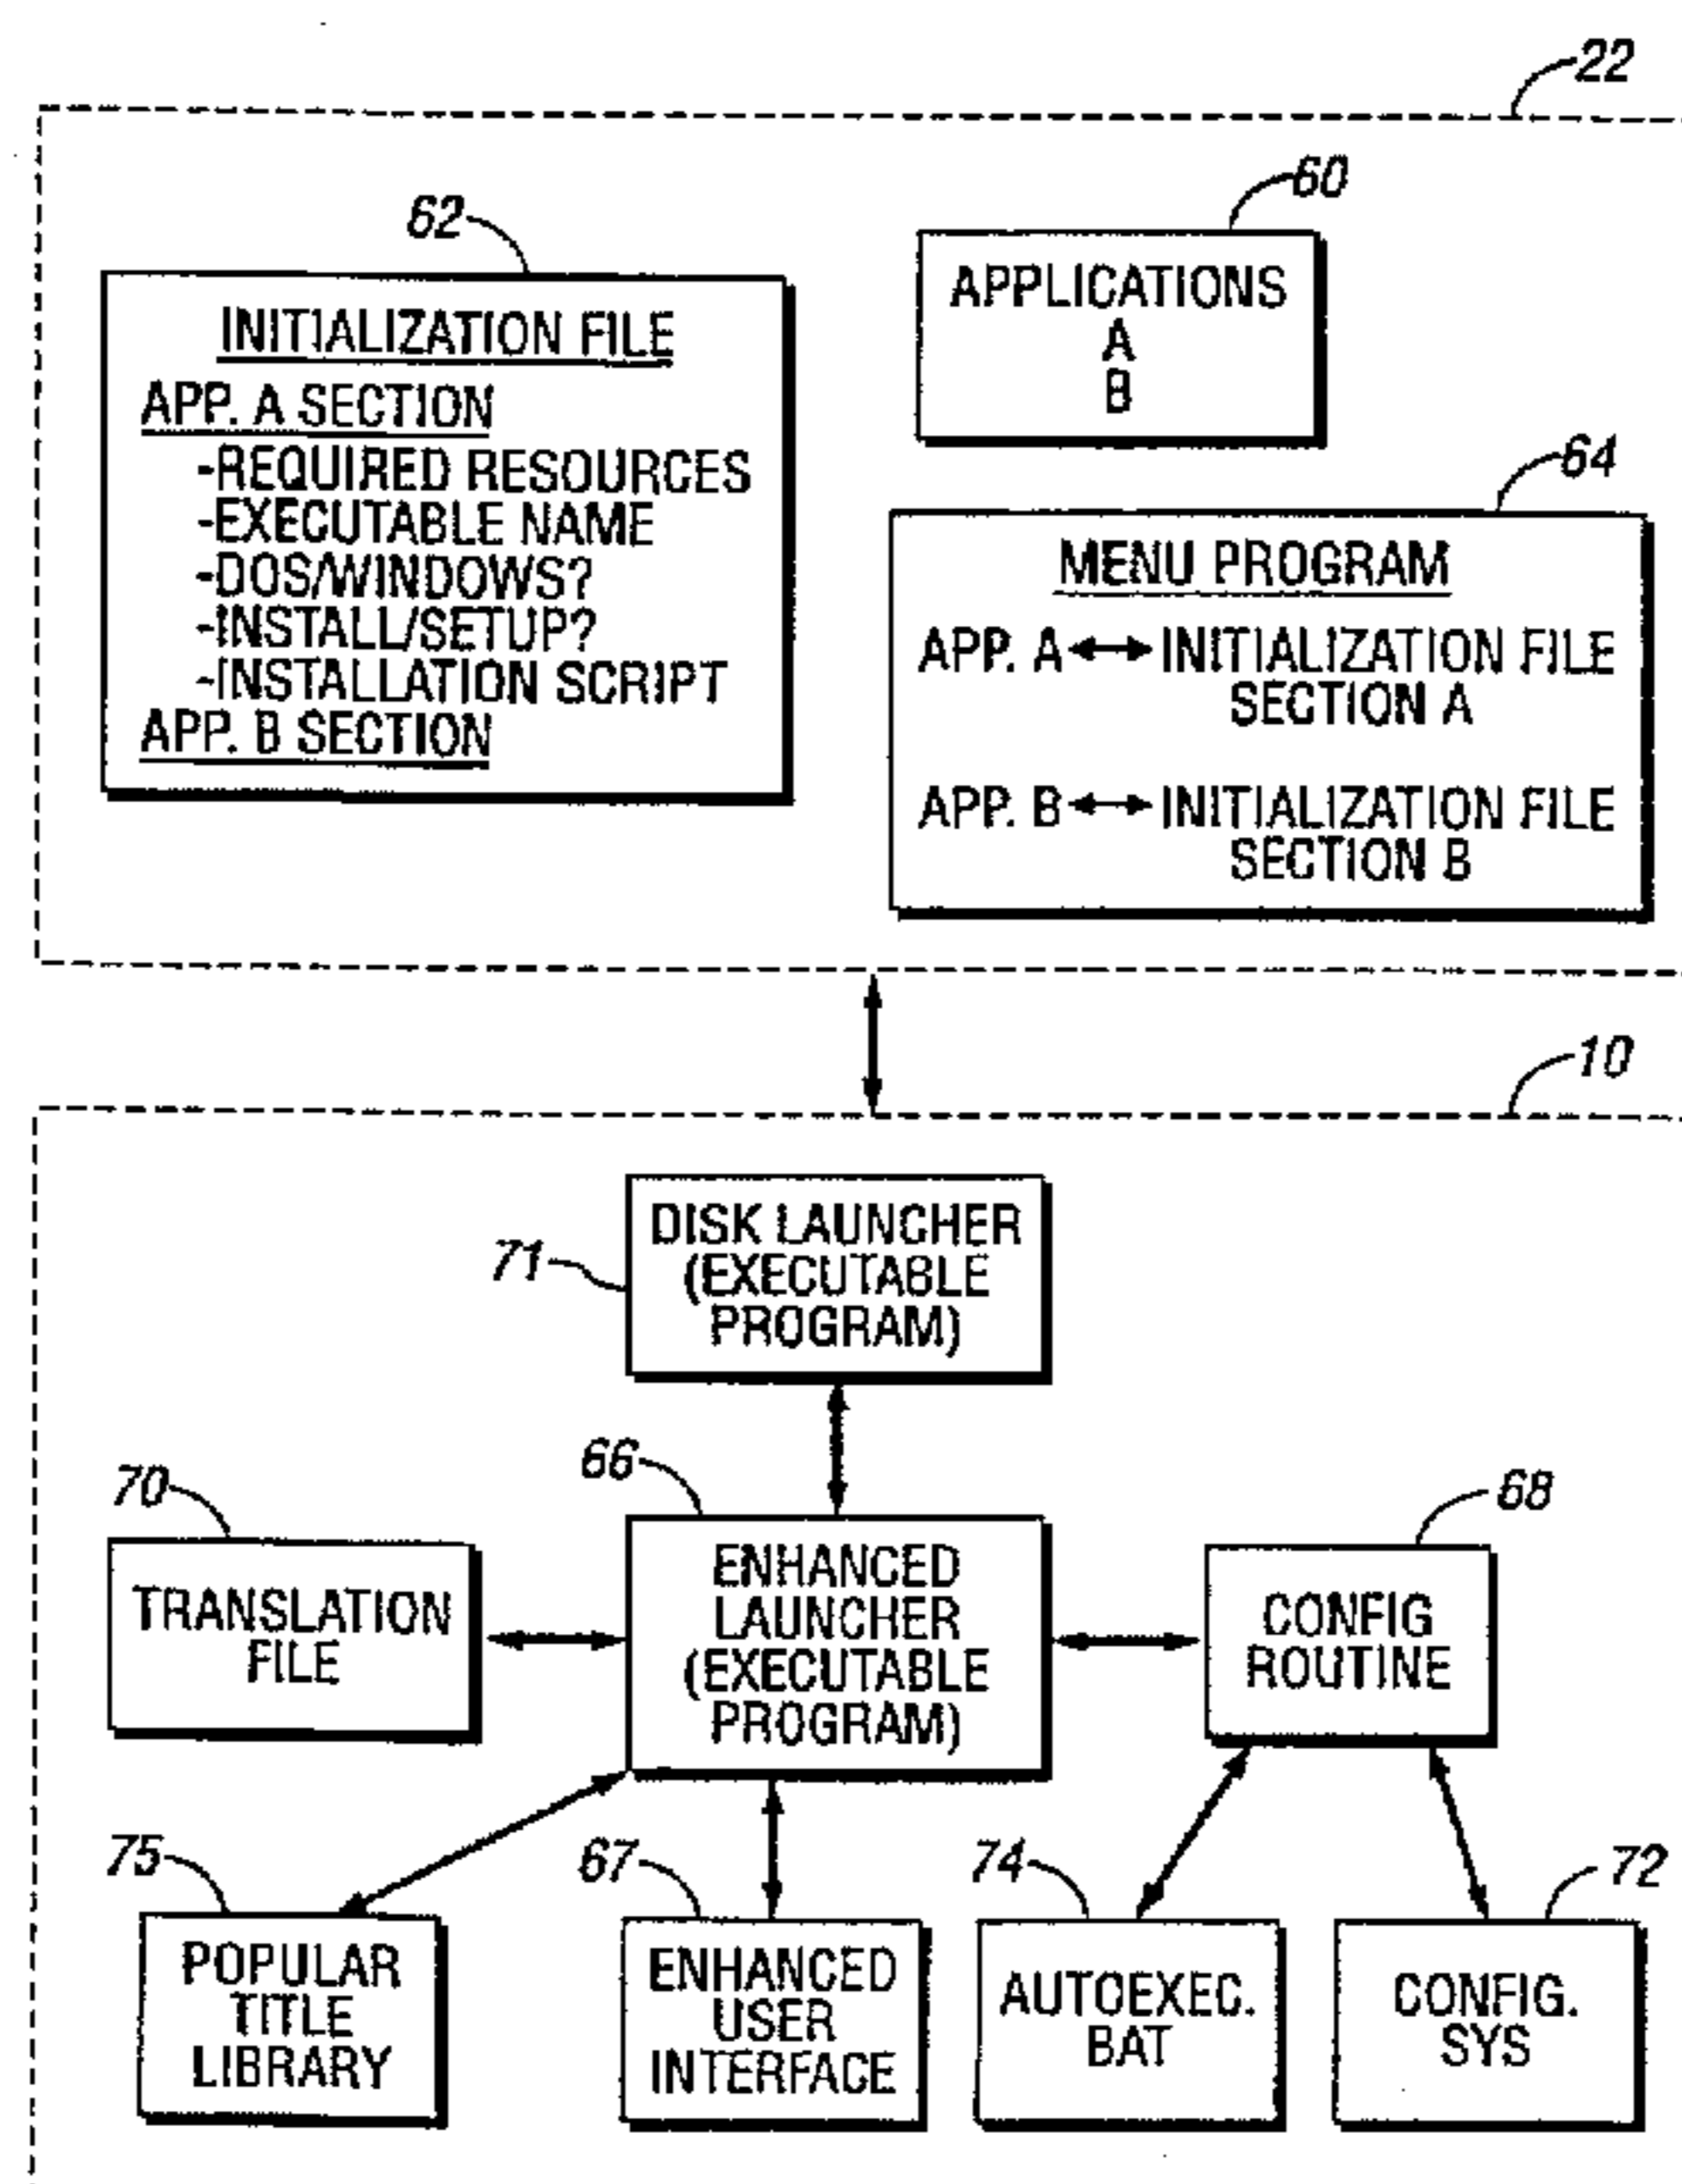 22
60
62
APPLICATIONS
A
B
INITIALIZATION FILE
APP. A SECTION
-REQUIRED RESOURCES
-EXECUTABLE NAME
-DOS/WINDOWS?
-INSTALL/SETUP?
-INSTALLATION SCRIPT
APP. B SECTION
64
MENU PROGRAM
APP. A INITIALIZATION FILE
SECTION A
APP. B INITIALIZATION FILE
SECTION B
10
71
DISK LAUNCHER
(EXECUTABLE
PROGRAM)
70
TRANSLATION
FILE
66
ENHANCED
LAUNCHER
(EXECUTABLE
PROGRAM)
68
CONFIG
ROUTINE
75
POPULAR
TITLE
LIBRARY
67
ENHANCED
USER
INTERFACE
74
AUTOEXEC.
BAT
72
CONFIG.
SYS